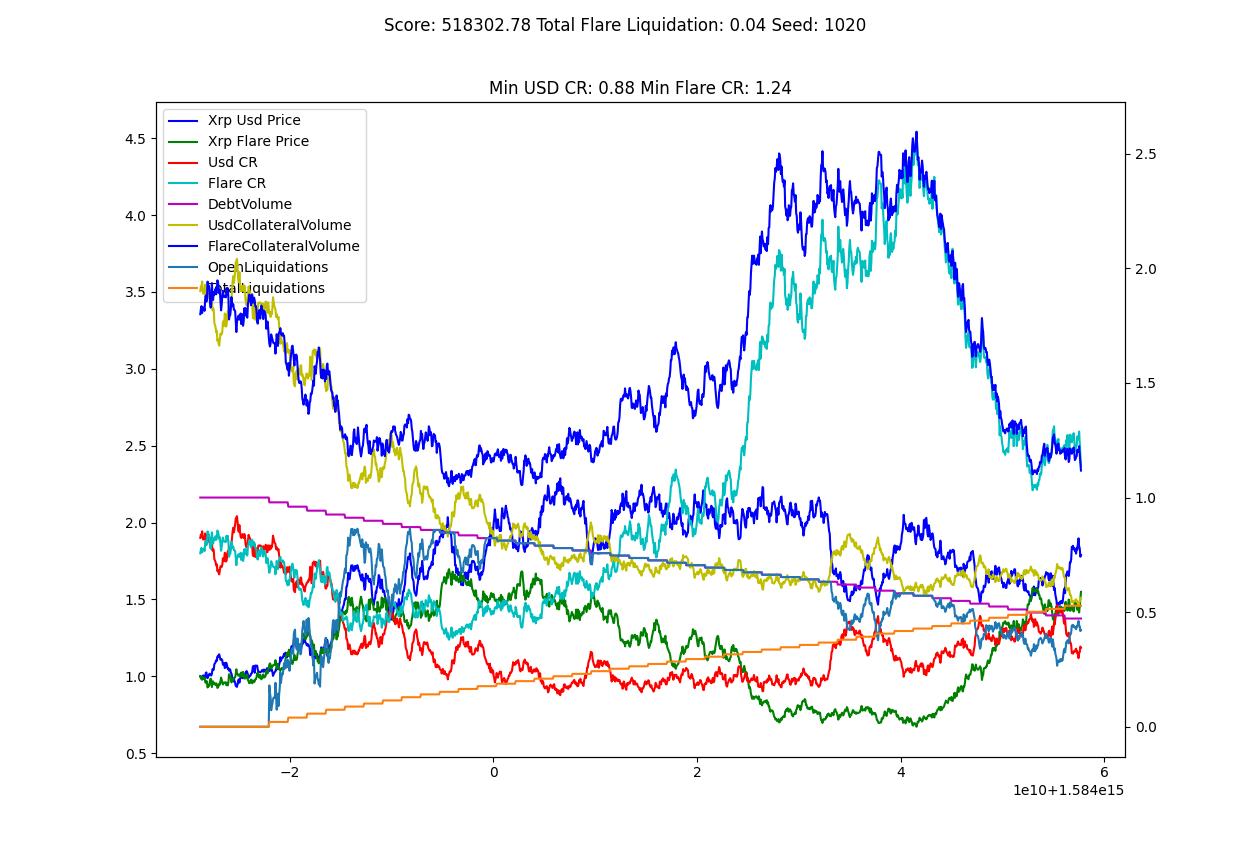 Score: 518302.78 Total Flare Liquidation: 0.04 Seed: 1020
Min USD CR: 0.88 Min Flare CR: 1.24
Xrp Usd Price
Xrp Flare Price
Usd CR
Flare CR
DebtVolume
UsdCollateralVolume
FlareCollateralVolume
OpenLiquidations
TotalLiquidations
4.5
4.0
3.5
3.0
2.5
2.0
1.5
1.0
0.5
2.5
2.0
1.5
1.0
0.5
0.0
−2
0
2
4
6
1e10+1.584e15